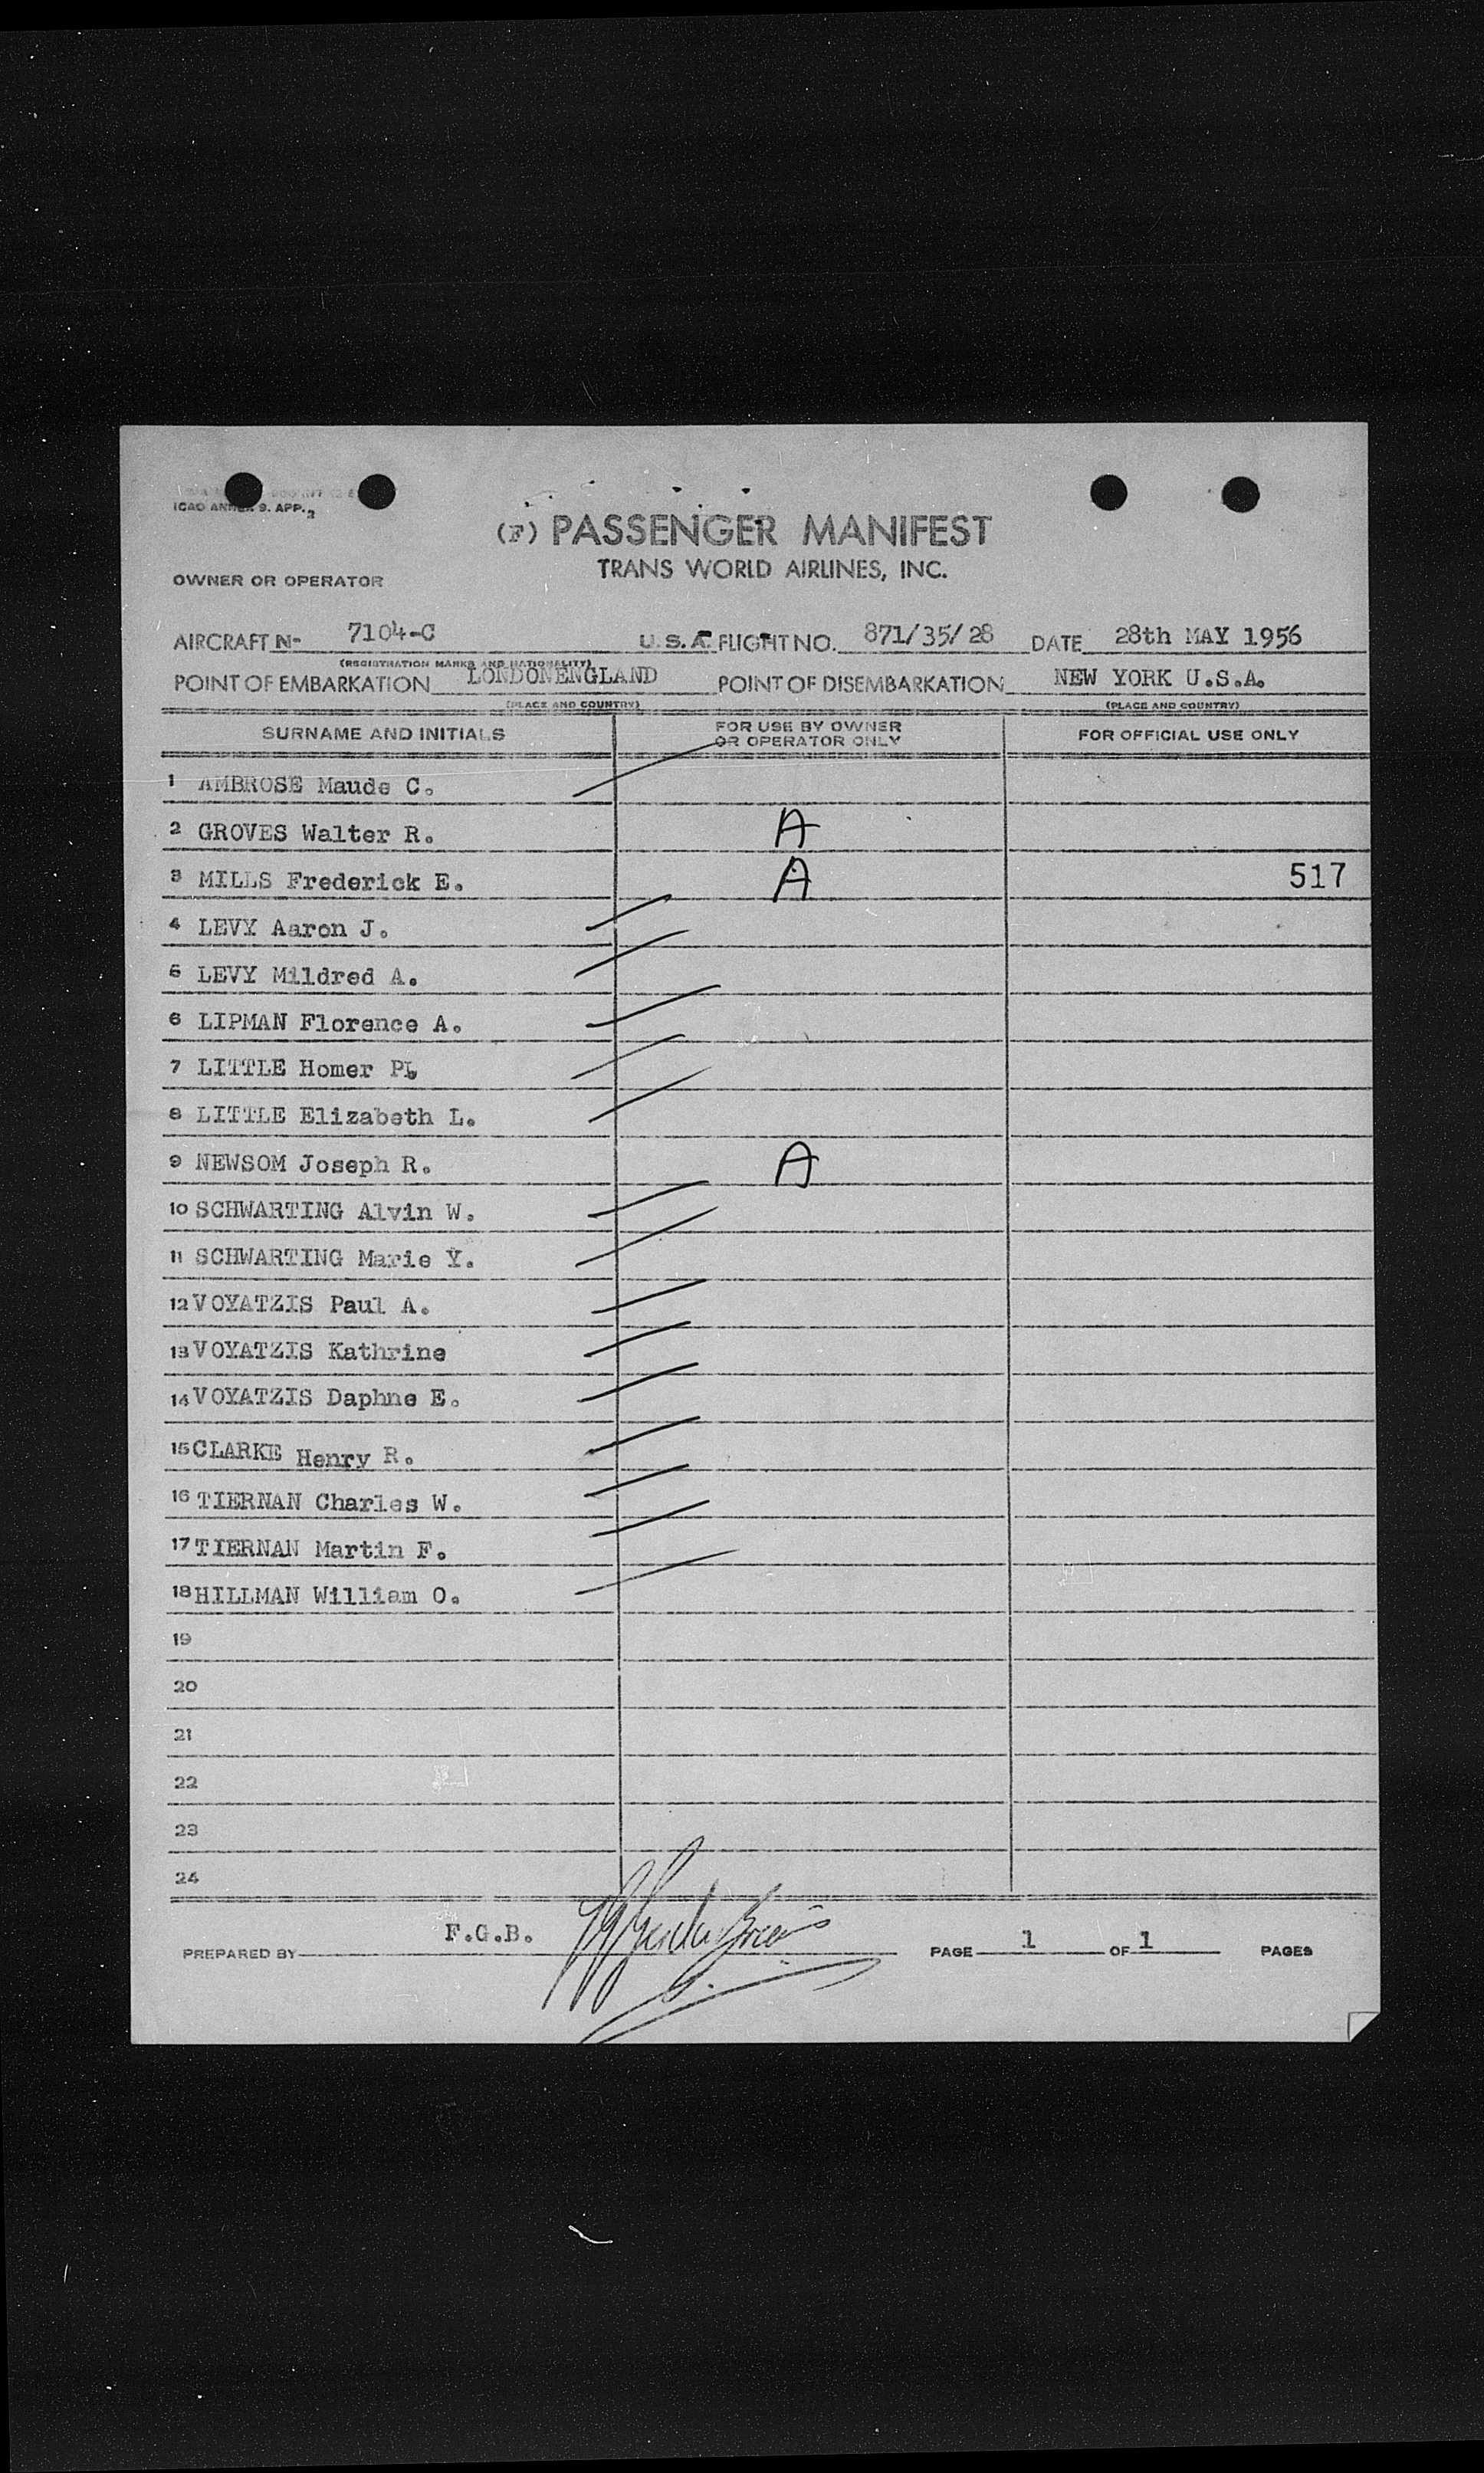 ICAO ANNEX 9. APP. 2
(F) PASSENGER MANIFEST
TRANS WORLD AIRLINES, INC.
OWNER OR OPERATOR
AIRCRAFT N- 7104-C U.S.A. FLIGHT NO. 871/35/28 DATE 28th MAY 1956
(REGISTRATION MARKS AND NATIONALITY)
POINT OF EMBARKATION LONDONENGLAND POINT OF DISEMBARKATION NEW YORK U.S.A.
(PLACE AND COUNTRY) (PLACE AND COUNTRY)
SURNAME AND INITIALS FOR USE BY OWNER OR OPERATOR ONLY FOR OFFICIAL USE ONLY
1 AMBROSE Maude C.
2 GROVES Walter R. A
3 MILLS Frederick E. A 517
4 LEVY Aaron J.
5 LEVY Mildred A.
6 LIPMAN Florence A.
7 LITTLE Homer
8 LITTLE Elizabeth L.
9 NEWSOM Joseph R. A
10 SCHWARTING Alvin W.
11 SCHWARTING Marie Y.
12 VOYATZIS Paul A.
13 VOYATZIS Kathrine
14 VOYATZIS Daphne E.
15 CLARKE Henry R.
16 TIERNAN Charles W.
17 TIERNAN Martin F.
18 HILLMAN William O.
19
20
21
22
23
24
PREPARED BY F.G.B. PAGE 1 OF 1 PAGES